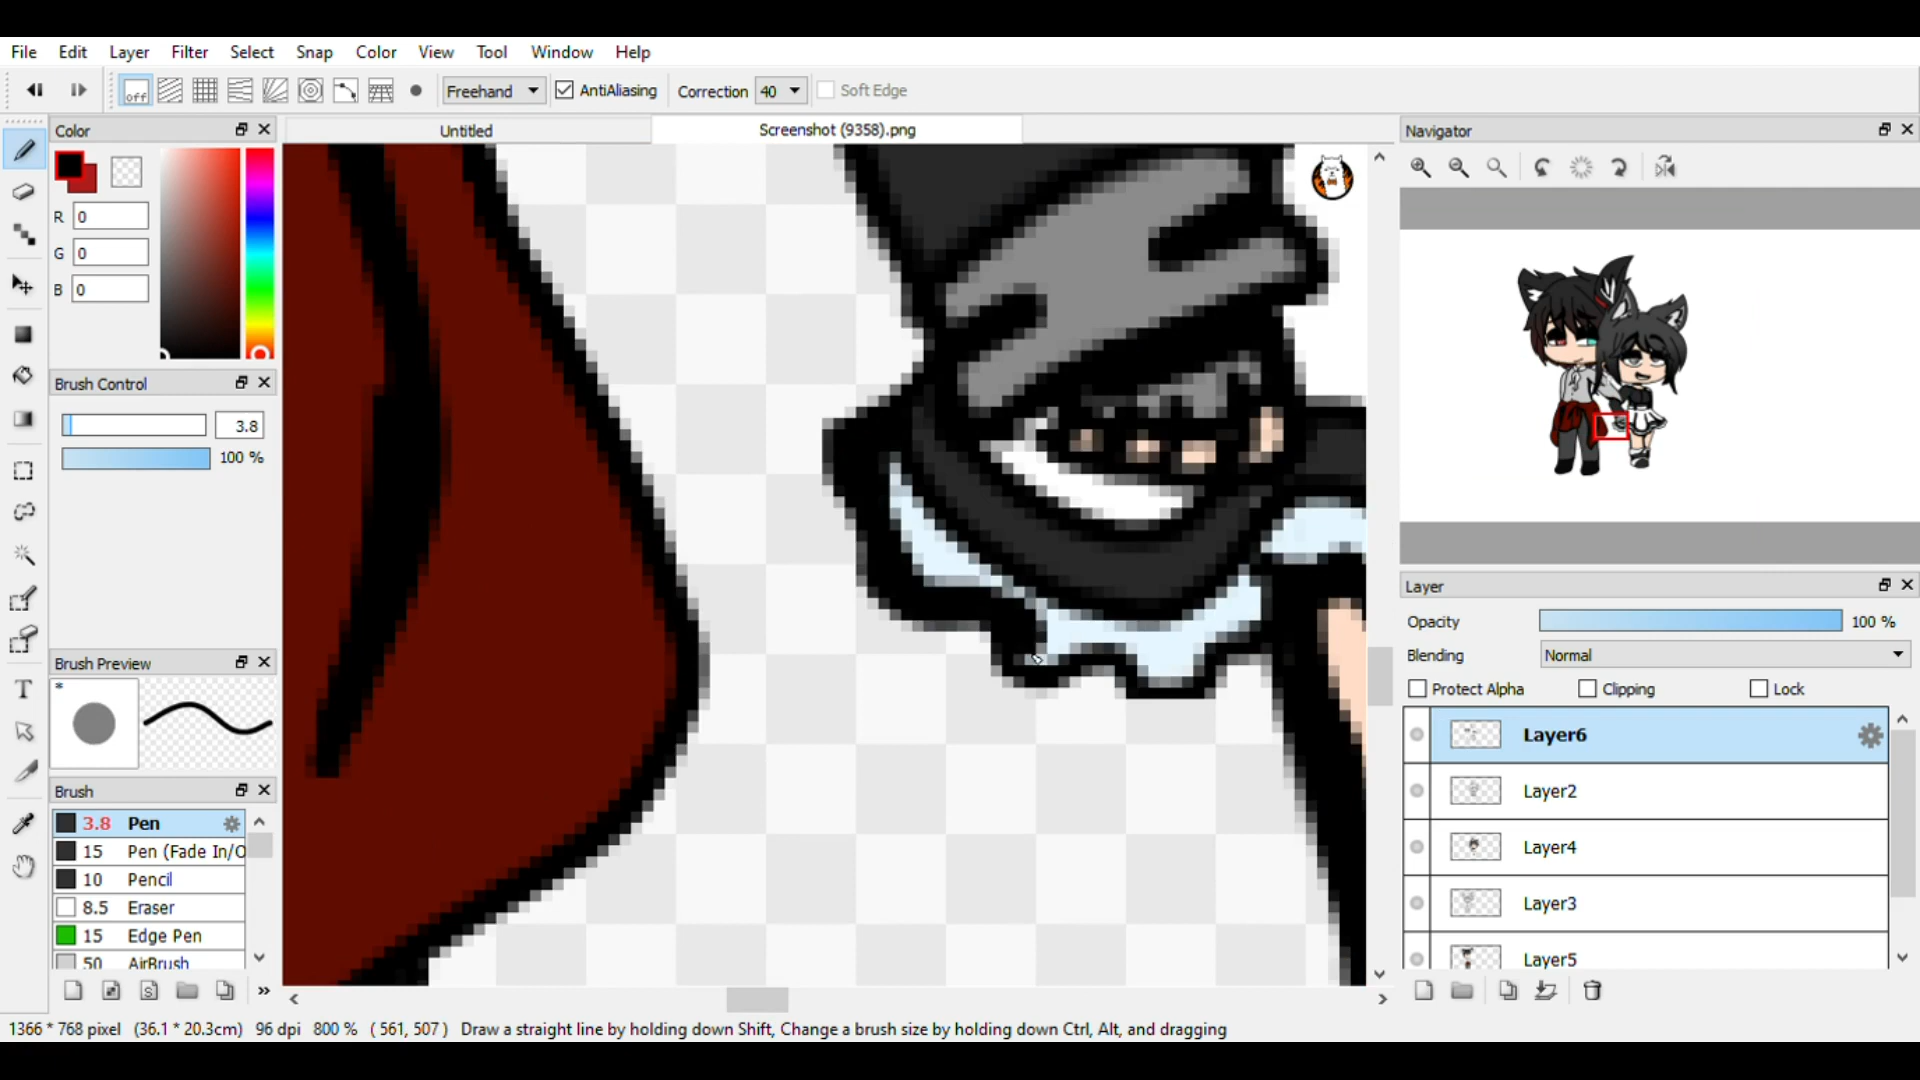 File Edit Layer Filter Select Snap Color View Tool Window Help
off Freehand AntiAliasing Correction 40 Soft Edge
Color
R 0
G 0
B 0
Brush Control
3.8
100 %
Brush Preview
*
Brush
3.8 Pen
15 Pen (Fade In/O
10 Pencil
8.5 Eraser
15 Edge Pen
50 AirBrush
Untitled
Screenshot (9358).png
Navigator
Layer
Opacity 100 %
Blending Normal
Protect Alpha Clipping Lock
Layer6
Layer2
Layer4
Layer3
Layer5
1366 * 768 pixel (36.1 * 20.3cm) 96 dpi 800 % ( 561, 507 ) Draw a straight line by holding down Shift, Change a brush size by holding down Ctrl, Alt, and dragging